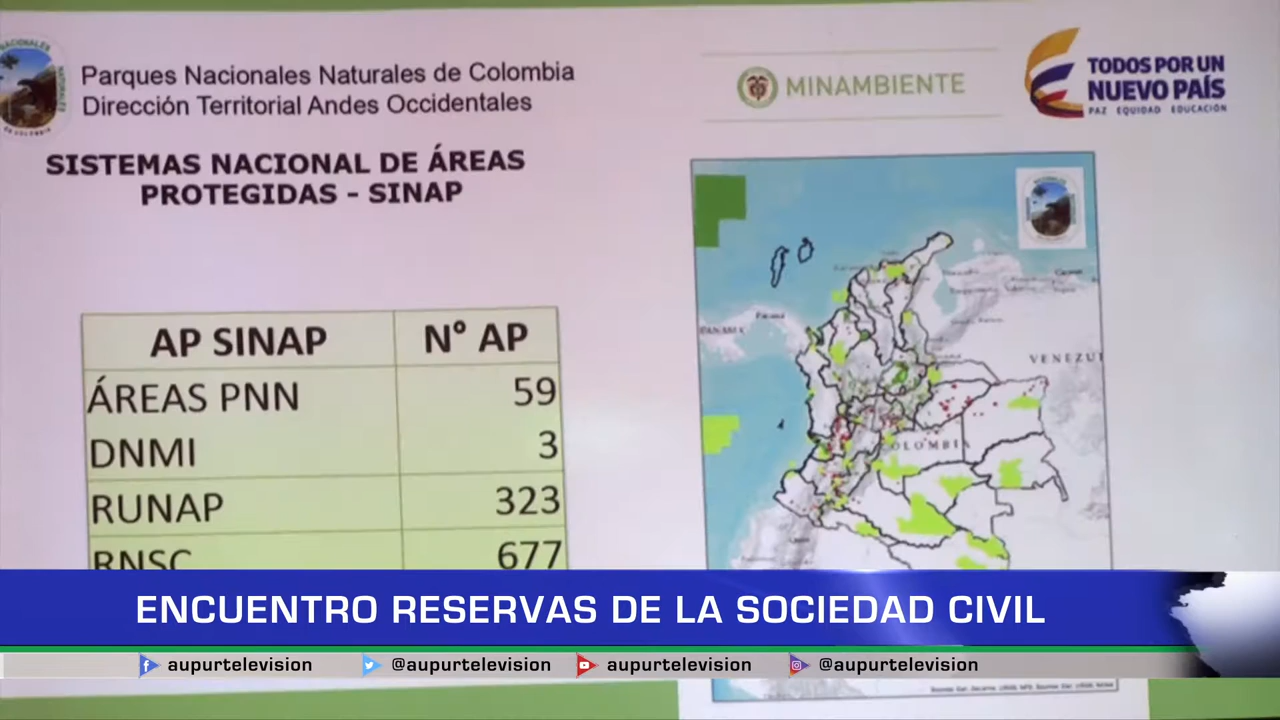 Parques Nacionales Naturales de Colombia
Dirección Territorial Andes Occidentales
MINAMBIENTE
TODOS POR UN
NUEVO PAÍS
PAZ EQUIDAD EDUCACIÓN
SISTEMAS NACIONAL DE ÁREAS
PROTEGIDAS - SINAP
AP SINAP N° AP
ÁREAS PNN 59
DNMI 3
RUNAP 323
RNSC 677
PANAMA
VENEZU
COLOMBIA
ENCUENTRO RESERVAS DE LA SOCIEDAD CIVIL
aupurtelevision @aupurtelevision aupurtelevision @aupurtelevision